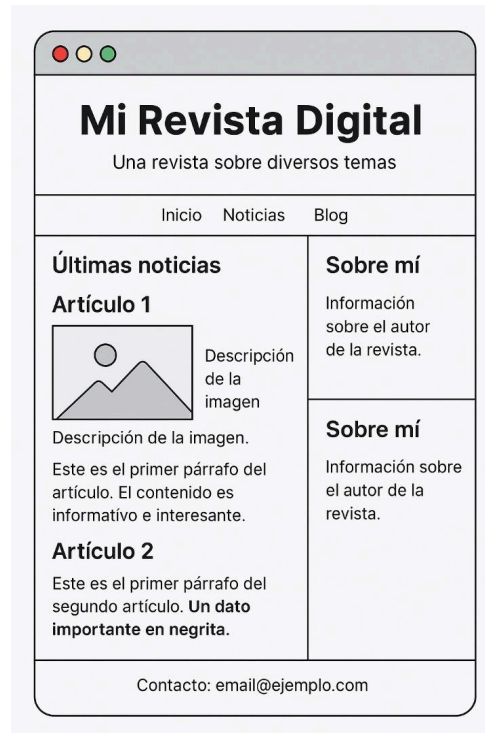 Mi Revista Digital
Una revista sobre diversos temas
Inicio Noticias Blog
Últimas noticias
Artículo 1
Descripción
de la
imagen
Descripción de la imagen.
Este es el primer párrafo del
artículo. El contenido es
informatívo e interesante.
Artículo 2
Este es el primer párrafo del
segundo artículo. Un dato
importante en negrita.
Sobre mí
Información
sobre el autor
de la revista.
Sobre mí
Información sobre
el autor de la
revista.
Contacto: email@ejemplo.com